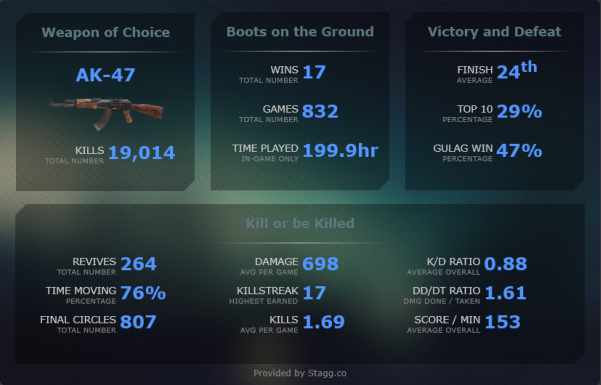 Weapon of Choice
AK-47
KILLS 19,014
TOTAL NUMBER
Boots on the Ground
WINS 17
TOTAL NUMBER
GAMES 832
TOTAL NUMBER
TIME PLAYED 199.9hr
IN-GAME ONLY
Victory and Defeat
FINISH 24th
AVERAGE
TOP 10 29%
PERCENTAGE
GULAG WIN 47%
PERCENTAGE
Kill or be Killed
REVIVES 264
TOTAL NUMBER
TIME MOVING 76%
PERCENTAGE
FINAL CIRCLES 807
TOTAL NUMBER
DAMAGE 698
AVG PER GAME
KILLSTREAK 17
HIGHEST EARNED
KILLS 1.69
AVG PER GAME
K/D RATIO 0.88
AVERAGE OVERALL
DD/DT RATIO 1.61
DMG DONE / TAKEN
SCORE / MIN 153
AVERAGE OVERALL
Provided by Stagg.co